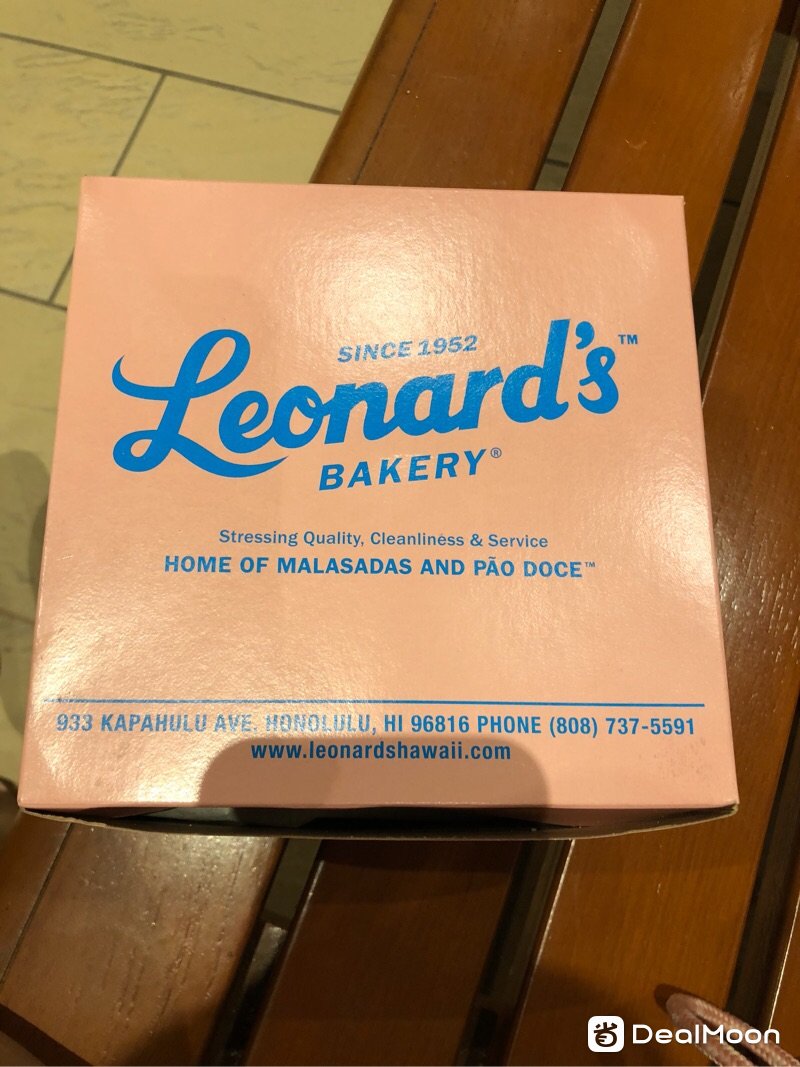 SINCE 1952
Leonard's™
BAKERY®
Stressing Quality, Cleanliness & Service
HOME OF MALASADAS AND PÃO DOCE™
933 KAPAHULU AVE. HONOLULU, HI 96816 PHONE (808) 737-5591
www.leonardshawaii.com
DealMoon